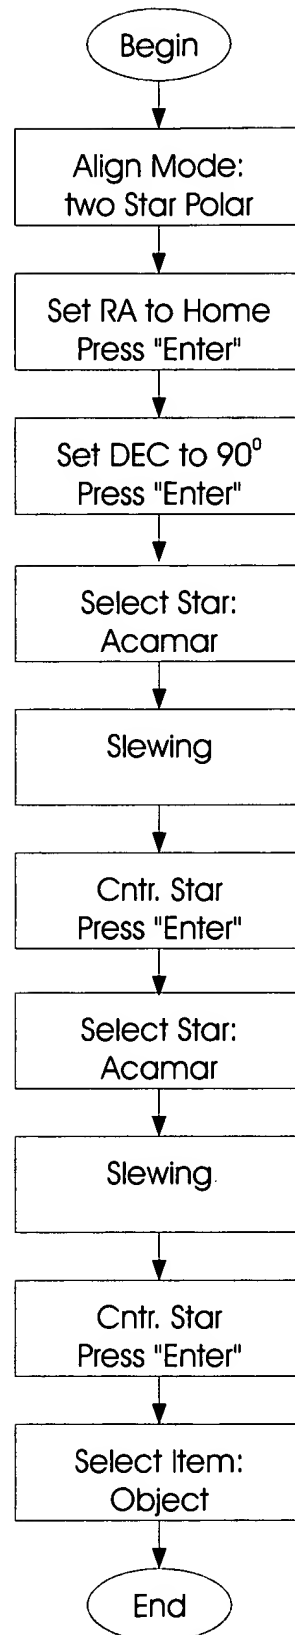 Begin
Align Mode:
two Star Polar
Set RA to Home
Press "Enter"
Set DEC to 90⁰
Press "Enter"
Select Star:
Acamar
Slewing
Cntr. Star
Press "Enter"
Select Star:
Acamar
Slewing
Cntr. Star
Press "Enter"
Select Item:
Object
End